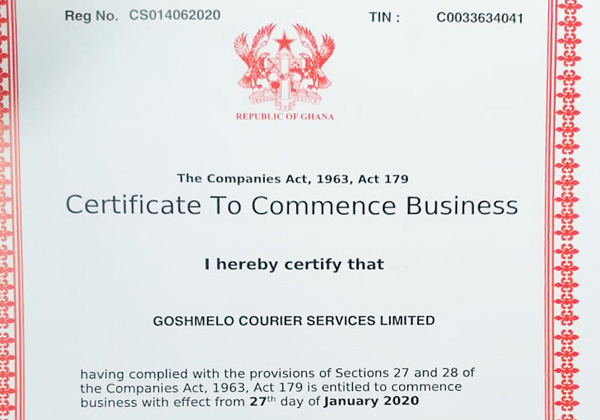 Reg No. CS014062020 TIN : C0033634041
FREEDOM JUSTICE
REPUBLIC OF GHANA
The Companies Act, 1963, Act 179
Certificate To Commence Business
I hereby certify that
GOSHMELO COURIER SERVICES LIMITED
having complied with the provisions of Sections 27 and 28 of
the Companies Act, 1963, Act 179 is entitled to commence
business with effect from 27th day of January 2020